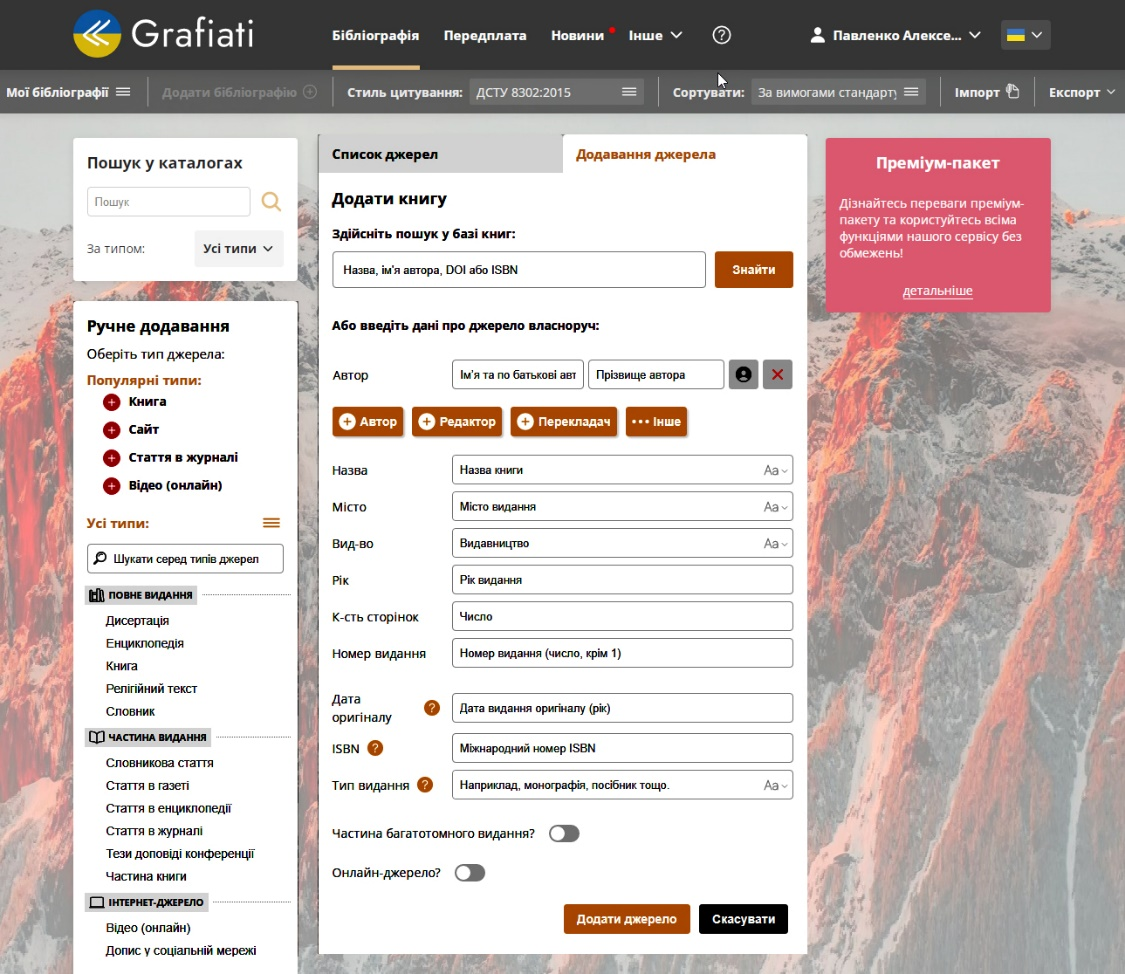 Grafiati
Бібліографія Передплата Новини Інше ?
Павленко Алексе...
Мої бібліографії Додати бібліографію Стиль цитування: ДСТУ 8302:2015 Сортувати: За вимогами стандарту Імпорт Експорт
Пошук у каталогах
Пошук
За типом: Усі типи
Ручне додавання
Оберіть тип джерела:
Популярні типи:
Книга
Сайт
Стаття в журналі
Відео (онлайн)
Усі типи:
Шукати серед типів джерел
ПОВНЕ ВИДАННЯ
Дисертація
Енциклопедія
Книга
Релігійний текст
Словник
ЧАСТИНА ВИДАННЯ
Словникова стаття
Стаття в газеті
Стаття в енциклопедії
Стаття в журналі
Тези доповіді конференції
Частина книги
ІНТЕРНЕТ-ДЖЕРЕЛО
Відео (онлайн)
Допис у соціальній мережі
Список джерел Додавання джерела
Додати книгу
Здійсніть пошук у базі книг:
Назва, ім'я автора, DOI або ISBN Знайти
Або введіть дані про джерело власноруч:
Автор Ім'я та по батькові авт Прізвище автора
Автор Редактор Перекладач Інше
Назва Назва книги Aa
Місто Місто видання Aa
Вид-во Видавництво Aa
Рік Рік видання
К-сть сторінок Число
Номер видання Номер видання (число, крім 1)
Дата
оригіналу ? Дата видання оригіналу (рік)
ISBN ? Міжнародний номер ISBN
Тип видання ? Наприклад, монографія, посібник тощо. Aa
Частина багатотомного видання?
Онлайн-джерело?
Додати джерело Скасувати
Преміум-пакет
Дізнайтесь переваги преміум-
пакету та користуйтесь всіма
функціями нашого сервісу без
обмежень!
детальніше